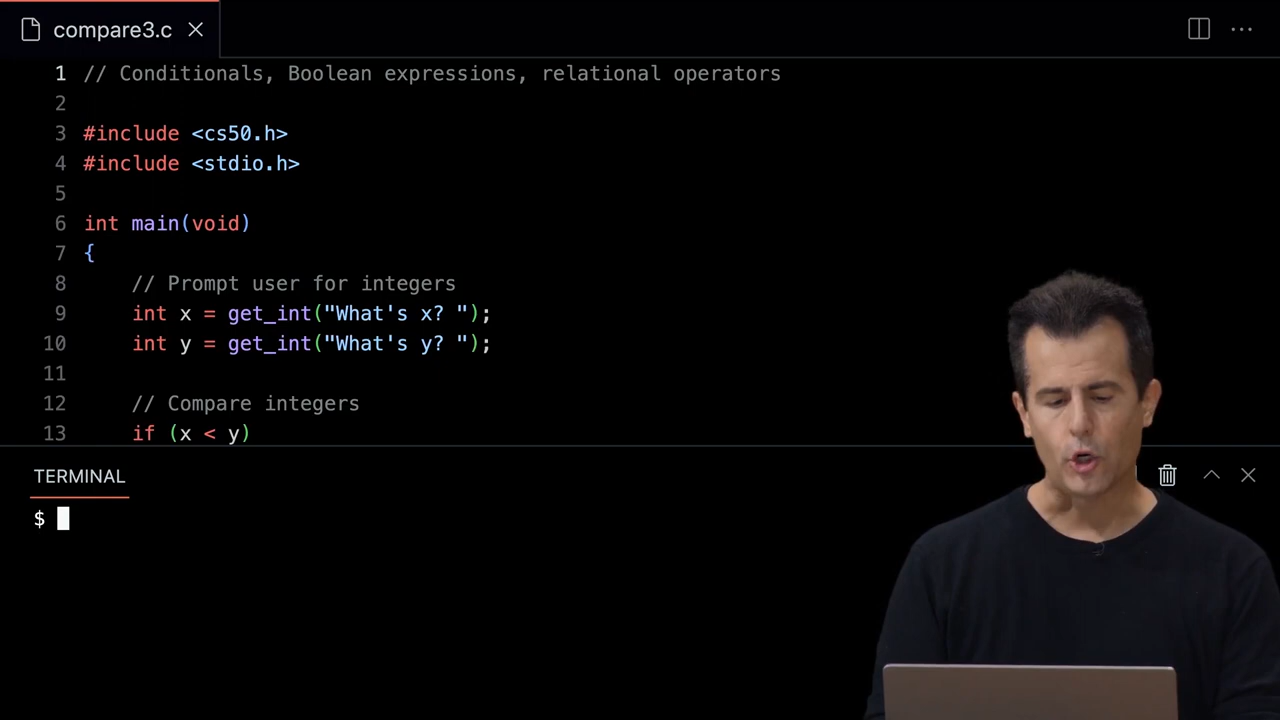 compare3.c
1 // Conditionals, Boolean expressions, relational operators
2
3 #include <cs50.h>
4 #include <stdio.h>
5
6 int main(void)
7 {
8     // Prompt user for integers
9     int x = get_int("What's x? ");
10     int y = get_int("What's y? ");
11
12     // Compare integers
13     if (x < y)
TERMINAL
$